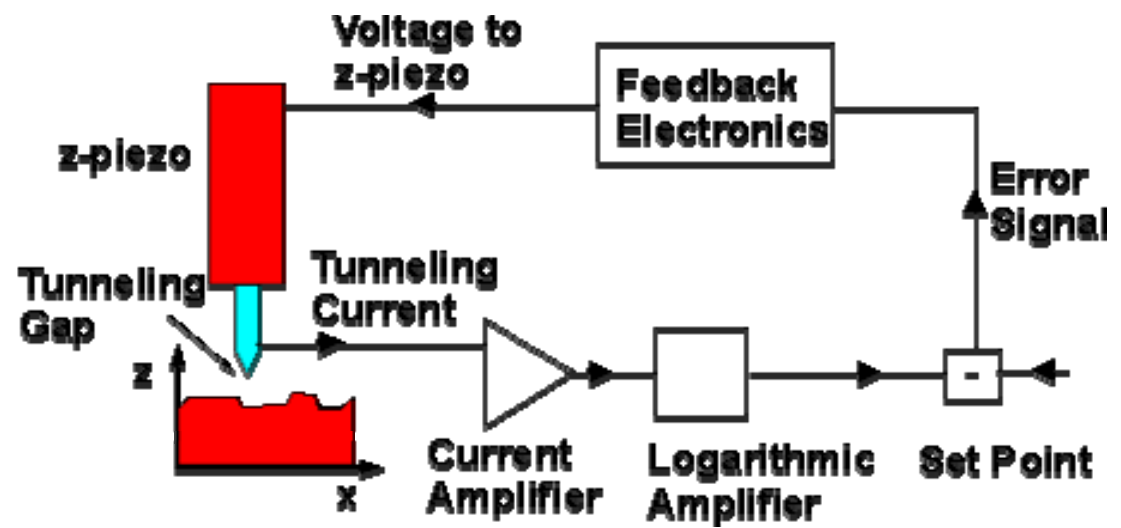 Voltage to
z-piezo
Feedback
Electronics
z-piezo
Error
Signal
Tunneling
Gap
Tunneling
Current
z
x
-
Current
Amplifier
Logarithmic
Amplifier
Set Point